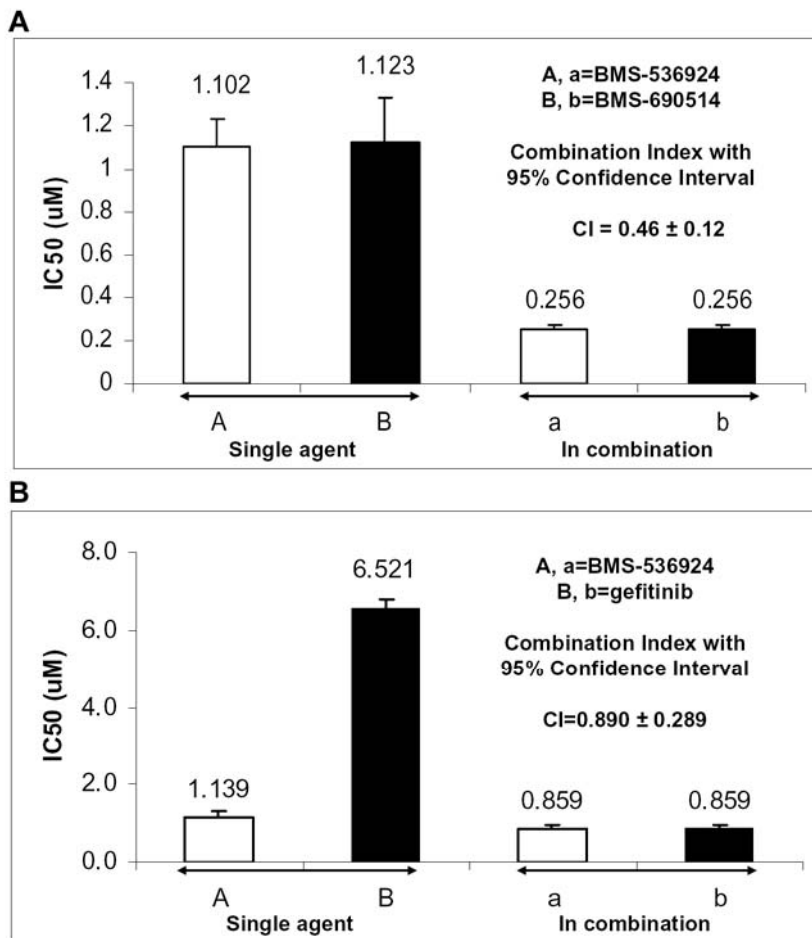 A
1.4
1.2
1
0.8
0.6
0.4
0.2
0
IC50 (uM)
1.102
1.123
0.256
0.256
A, a=BMS-536924
B, b=BMS-690514
Combination Index with
95% Confidence Interval
CI = 0.46 ± 0.12
A
B
a
b
Single agent
In combination
B
8.0
6.0
4.0
2.0
0.0
IC50 (uM)
1.139
6.521
0.859
0.859
A, a=BMS-536924
B, b=gefitinib
Combination Index with
95% Confidence Interval
CI=0.890 ± 0.289
A
B
a
b
Single agent
In combination